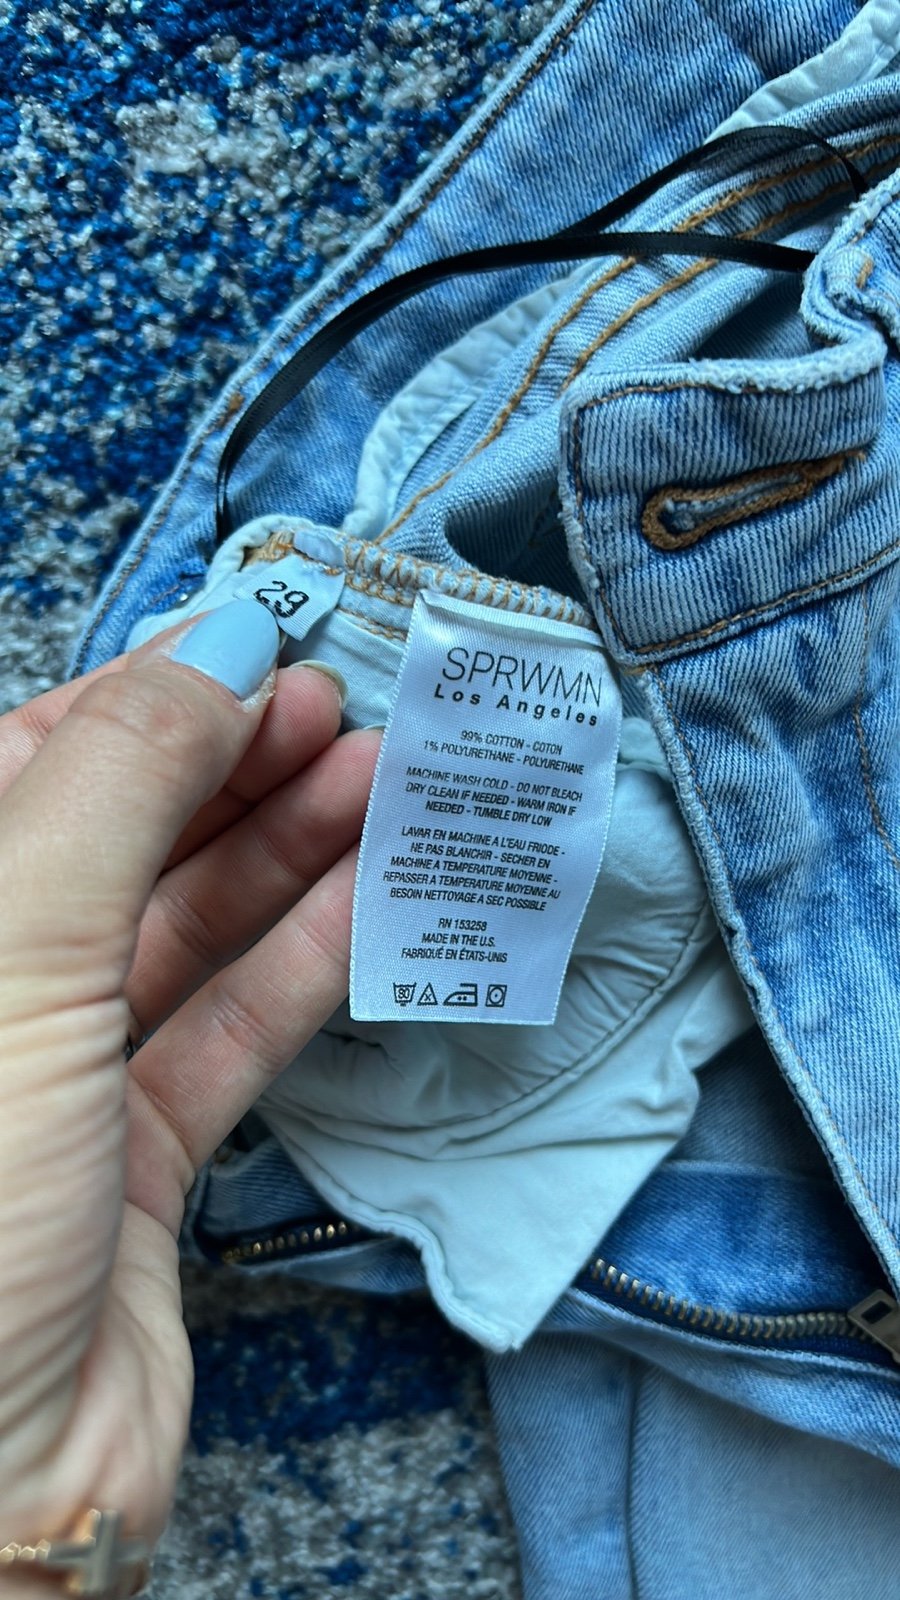 29
SPRWMN
Los Angeles
99% COTTON - COTON
1% POLYURETHANE - POLYURETHANE
MACHINE WASH COLD - DO NOT BLEACH
DRY CLEAN IF NEEDED - WARM IRON IF
NEEDED - TUMBLE DRY LOW
LAVAR EN MACHINE A L'EAU FRIODE -
NE PAS BLANCHIR - SECHER EN
MACHINE A TEMPERATURE MOYENNE -
REPASSER A TEMPERATURE MOYENNE AU
BESOIN NETTOYAGE A SEC POSSIBLE
RN 153258
MADE IN THE U.S.
FABRIQUÉ EN ÉTATS-UNIS
80